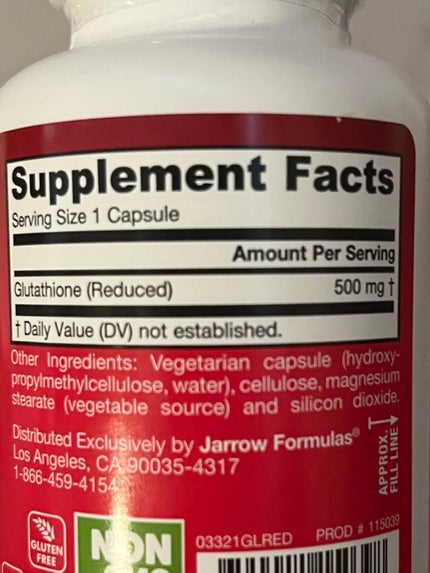 Supplement Facts
Serving Size 1 Capsule
Amount Per Serving
Glutathione (Reduced) 500 mg †
† Daily Value (DV) not established.
Other Ingredients: Vegetarian capsule (hydroxy-
propylmethylcellulose, water), cellulose, magnesium
stearate (vegetable source) and silicon dioxide.
Distributed Exclusively by Jarrow Formulas®
Los Angeles, CA 90035-4317
1-866-459-4154
APPROX.
FILL LINE
GLUTEN
FREE
NON
03321GLRED PROD # 115039